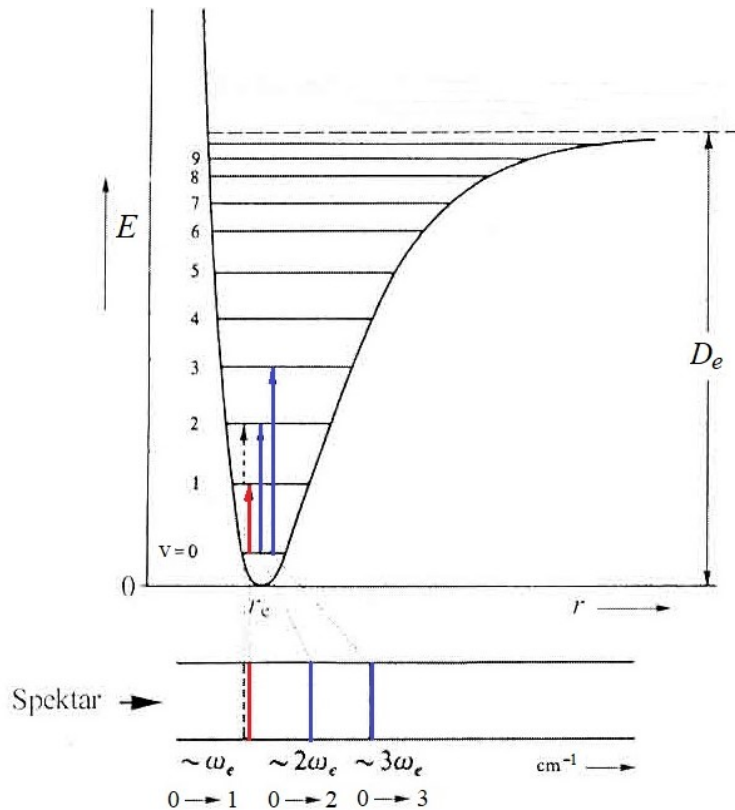 9
8
7
6
5
4
3
2
1
V = 0
0
E
D_e
r_e
r
Spektar
~ω_e ~2ω_e ~3ω_e cm⁻¹
0 → 1 0 → 2 0 → 3